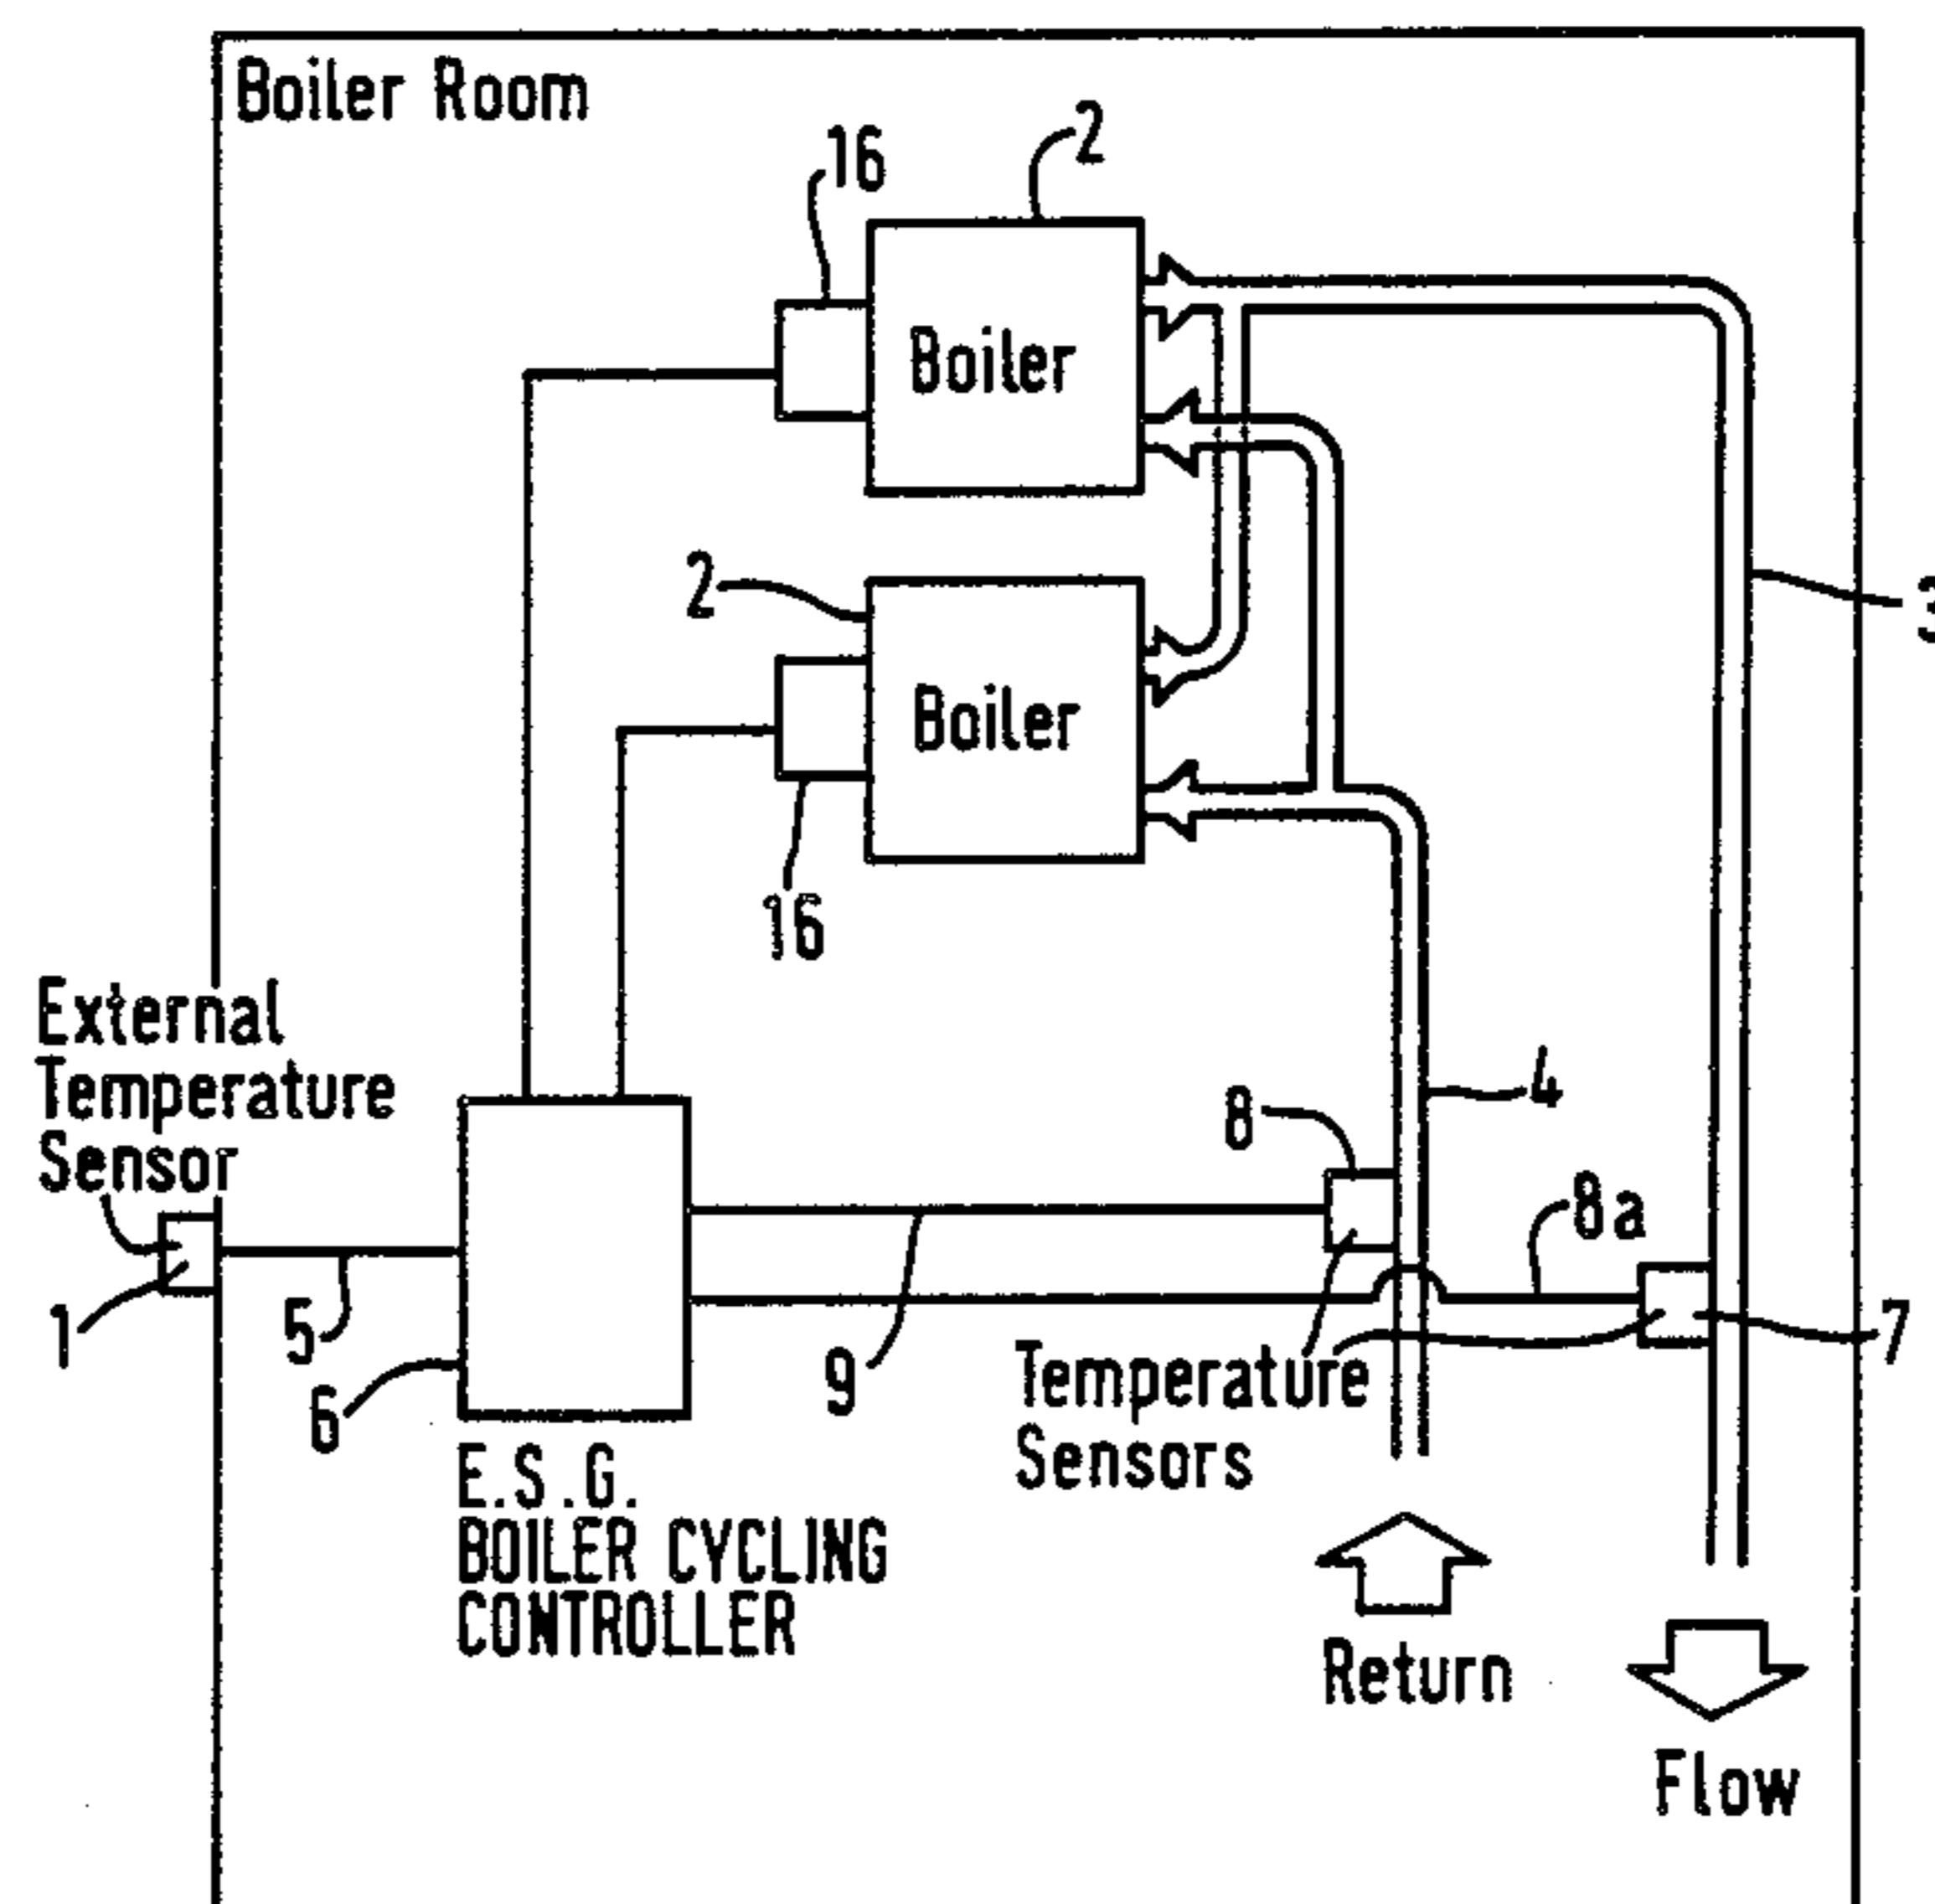 Boiler Room
16
2
Boiler
3
2
Boiler
16
External
Temperature
Sensor
4
8
8a
1
5
6
9
7
Temperature
Sensors
E.S.G.
BOILER CYCLING
CONTROLLER
Return
Flow